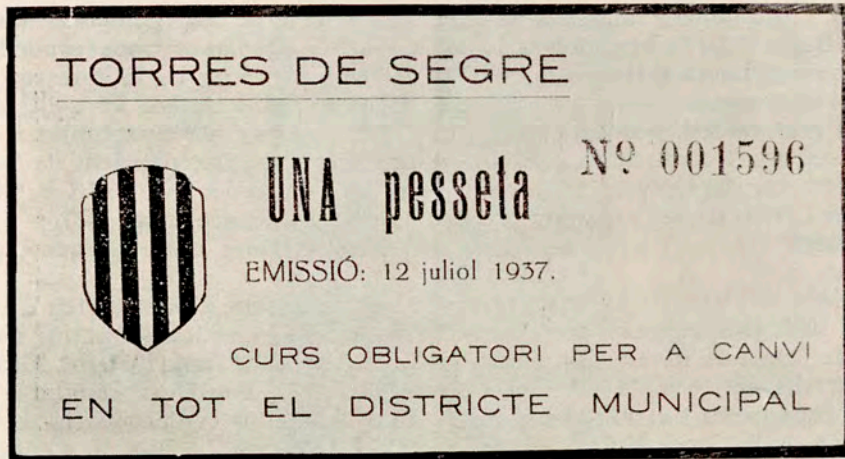 TORRES DE SEGRE
Nº 001596
UNA pesseta
EMISSIÓ: 12 juliol 1937.
CURS OBLIGATORI PER A CANVI
EN TOT EL DISTRICTE MUNICIPAL